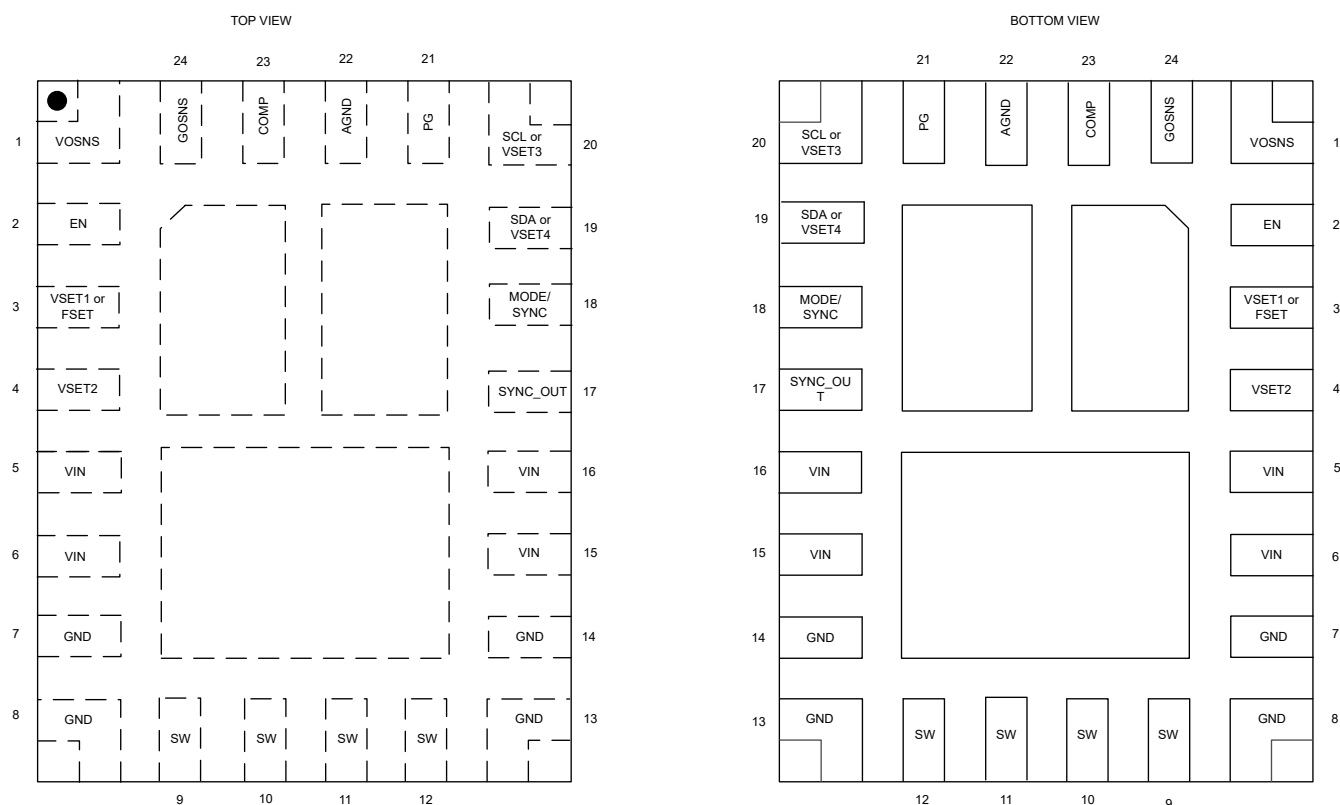 TOP VIEW
24
23
22
21
GOSNS
COMP
AGND
PG
1
VOSNS
SCL or
VSET3
20
2
EN
SDA or
VSET4
19
3
VSET1 or
FSET
MODE/
SYNC
18
4
VSET2
SYNC_OUT
17
5
VIN
VIN
16
6
VIN
VIN
15
7
GND
GND
14
8
GND
GND
13
SW
SW
SW
SW
9
10
11
12
BOTTOM VIEW
21
22
23
24
PG
AGND
COMP
GOSNS
20
SCL or
VSET3
VOSNS
1
19
SDA or
VSET4
EN
2
18
MODE/
SYNC
VSET1 or
FSET
3
17
SYNC_OU
T
VSET2
4
16
VIN
VIN
5
15
VIN
VIN
6
14
GND
GND
7
13
GND
GND
8
SW
SW
SW
SW
12
11
10
9